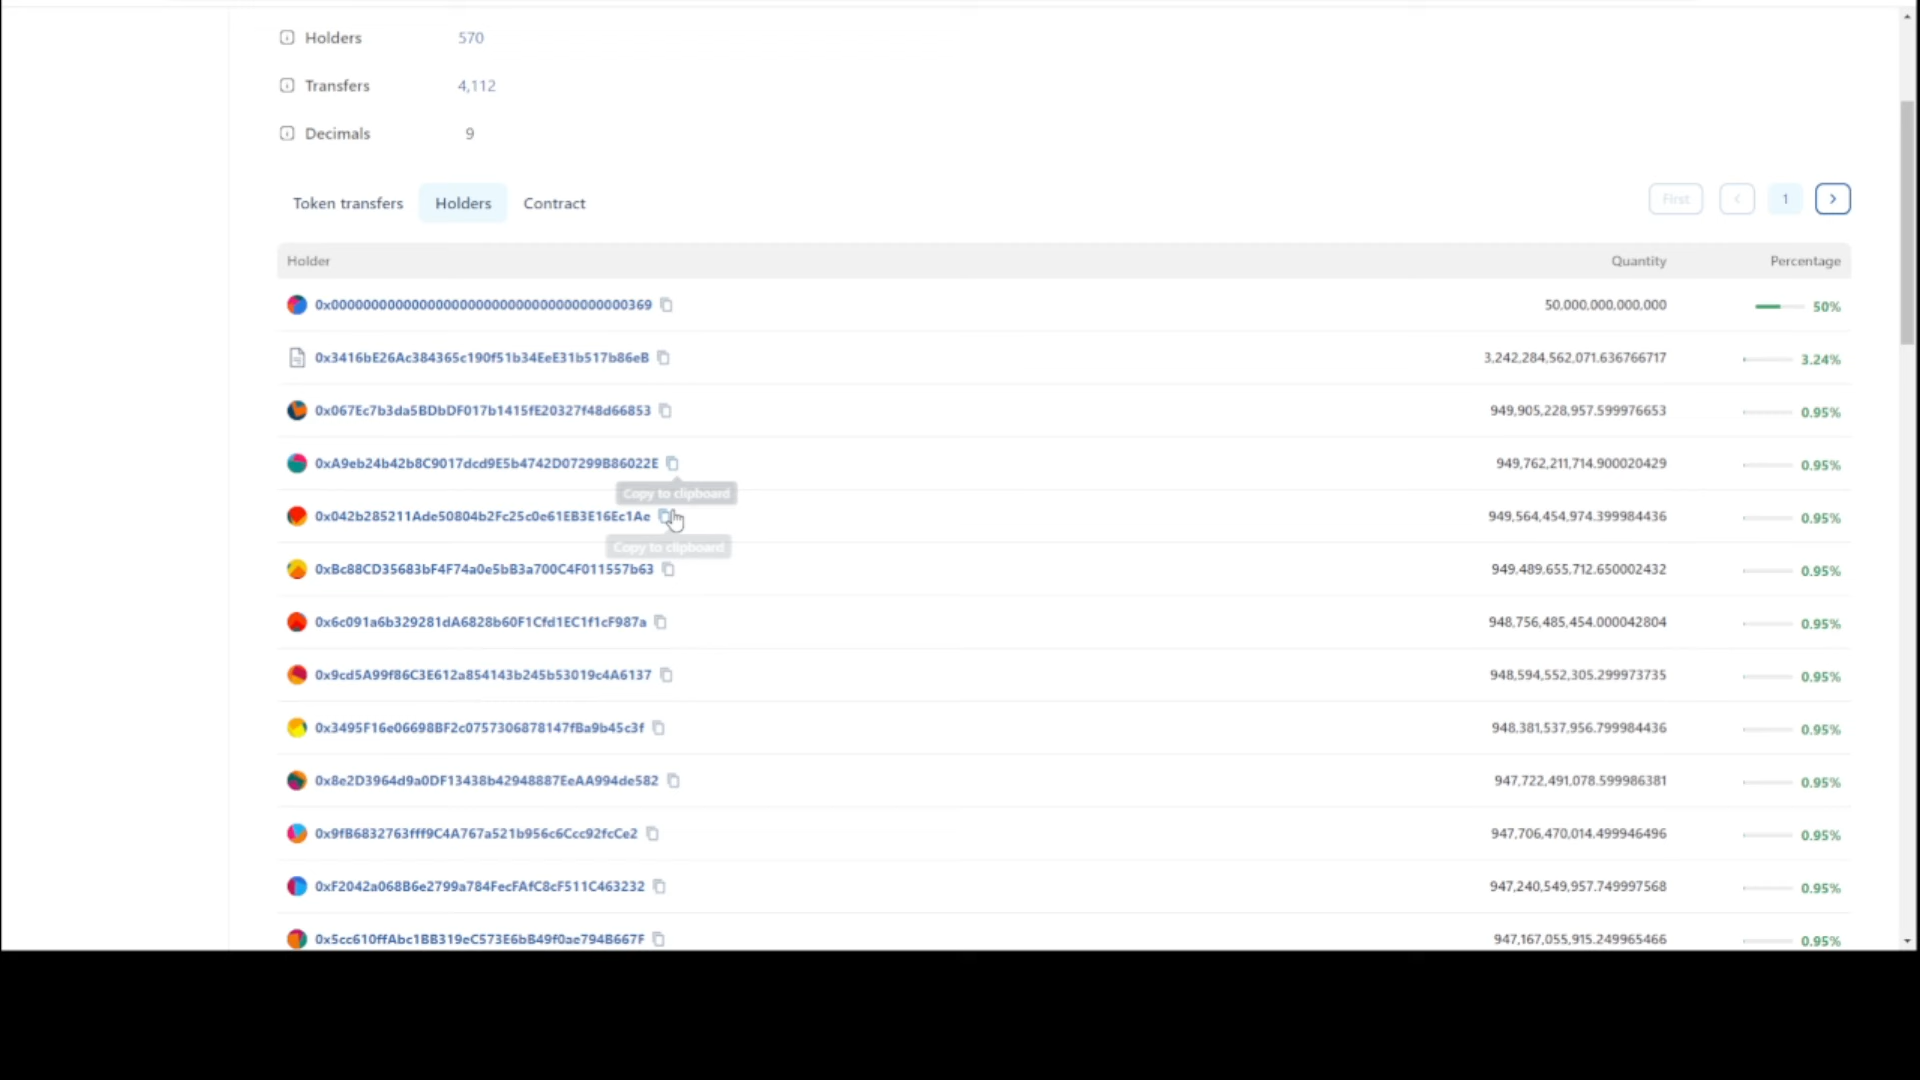 Holders 570
Transfers 4,112
Decimals 9
Token transfers Holders Contract First 1
Holder Quantity Percentage
0x0000000000000000000000000000000000000369 50,000,000,000,000 50%
0x3416bE26Ac384365c190f51b34EeE31b517b86eB 3,242,284,562,071.636766717 3.24%
0x067Ec7b3da5BDbDF017b1415fE20327f48d66853 949,905,228,957.599976653 0.95%
0xA9eb24b42b8C9017dcd9E5b4742D07299B86022E 949,762,211,714.900020429 0.95%
Copy to clipboard
0x042b285211Ade50804b2Fc25c0e61EB3E16Ec1Ae 949,564,454,974.399984436 0.95%
Copy to clipboard
0xBc88CD35683bF4F74a0e5bB3a700C4F011557b63 949,489,655,712.650002432 0.95%
0x6c091a6b329281dA6828b60F1Cfd1EC1f1cF987a 948,756,485,454.000042804 0.95%
0x9cd5A99f86C3E612a854143b245b53019c4A6137 948,594,552,305.299973735 0.95%
0x3495F16e06698BF2c0757306878147fBa9b45c3f 948,381,537,956.799984436 0.95%
0x8e2D3964d9a0DF13438b42948887EeAA994de582 947,722,491,078.599986381 0.95%
0x9fB6832763fff9C4A767a521b956c6Ccc92fcCe2 947,706,470,014.499946496 0.95%
0xF2042a068B6e2799a784FecFAfC8cF511C463232 947,240,549,957.749997568 0.95%
0x5cc610ffAbc1BB319eC573E6bB49f0ae794B667F 947,167,055,915.249965466 0.95%